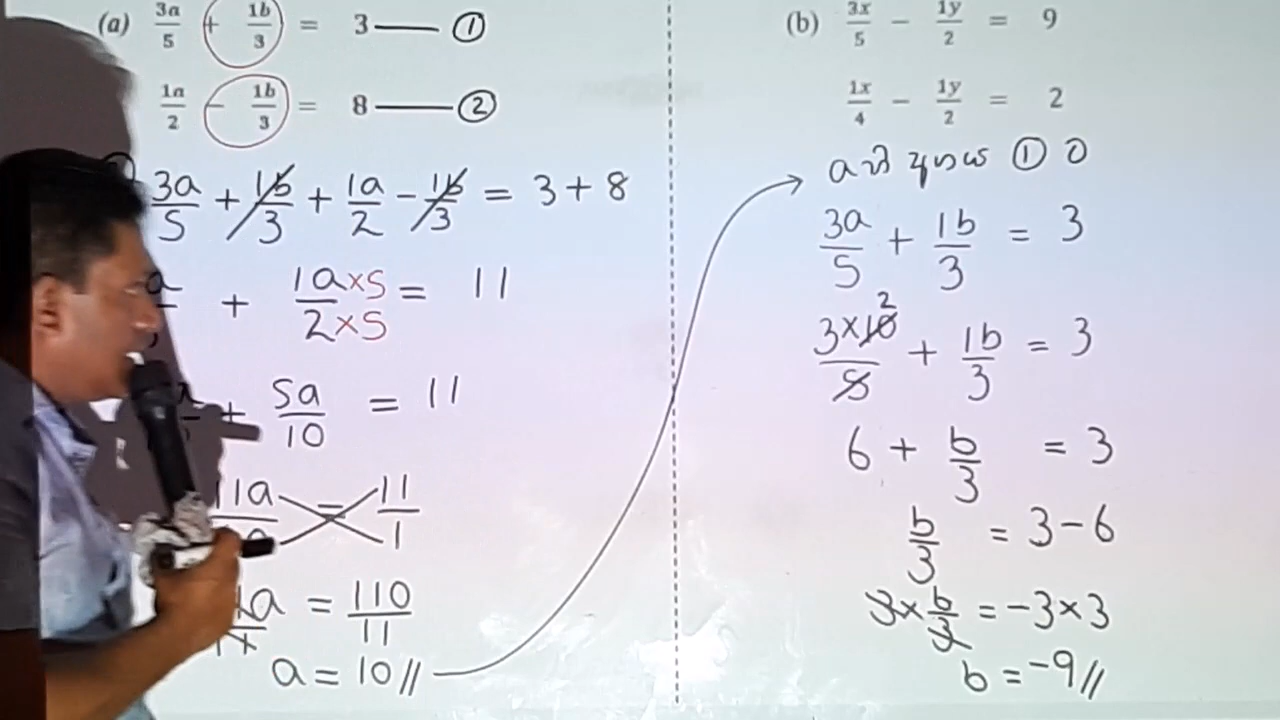 (a) 3a/5 + 1b/3 = 3 —— ①
1a/2 − 1b/3 = 8 —— ②
3a/5 + 1b/3 + 1a/2 − 1b/3 = 3 + 8
+ 1a×5/2×5 = 11
+ 5a/10 = 11
11a = 11/1
a = 110/11
a = 10//
(b) 3x/5 − 1y/2 = 9
1x/4 − 1y/2 = 2
a හි අගය ① 0
3a/5 + 1b/3 = 3
3×10 2/5 + 1b/3 = 3
6 + b/3 = 3
b/3 = 3 − 6
3 × b/3 = −3 × 3
b = −9//